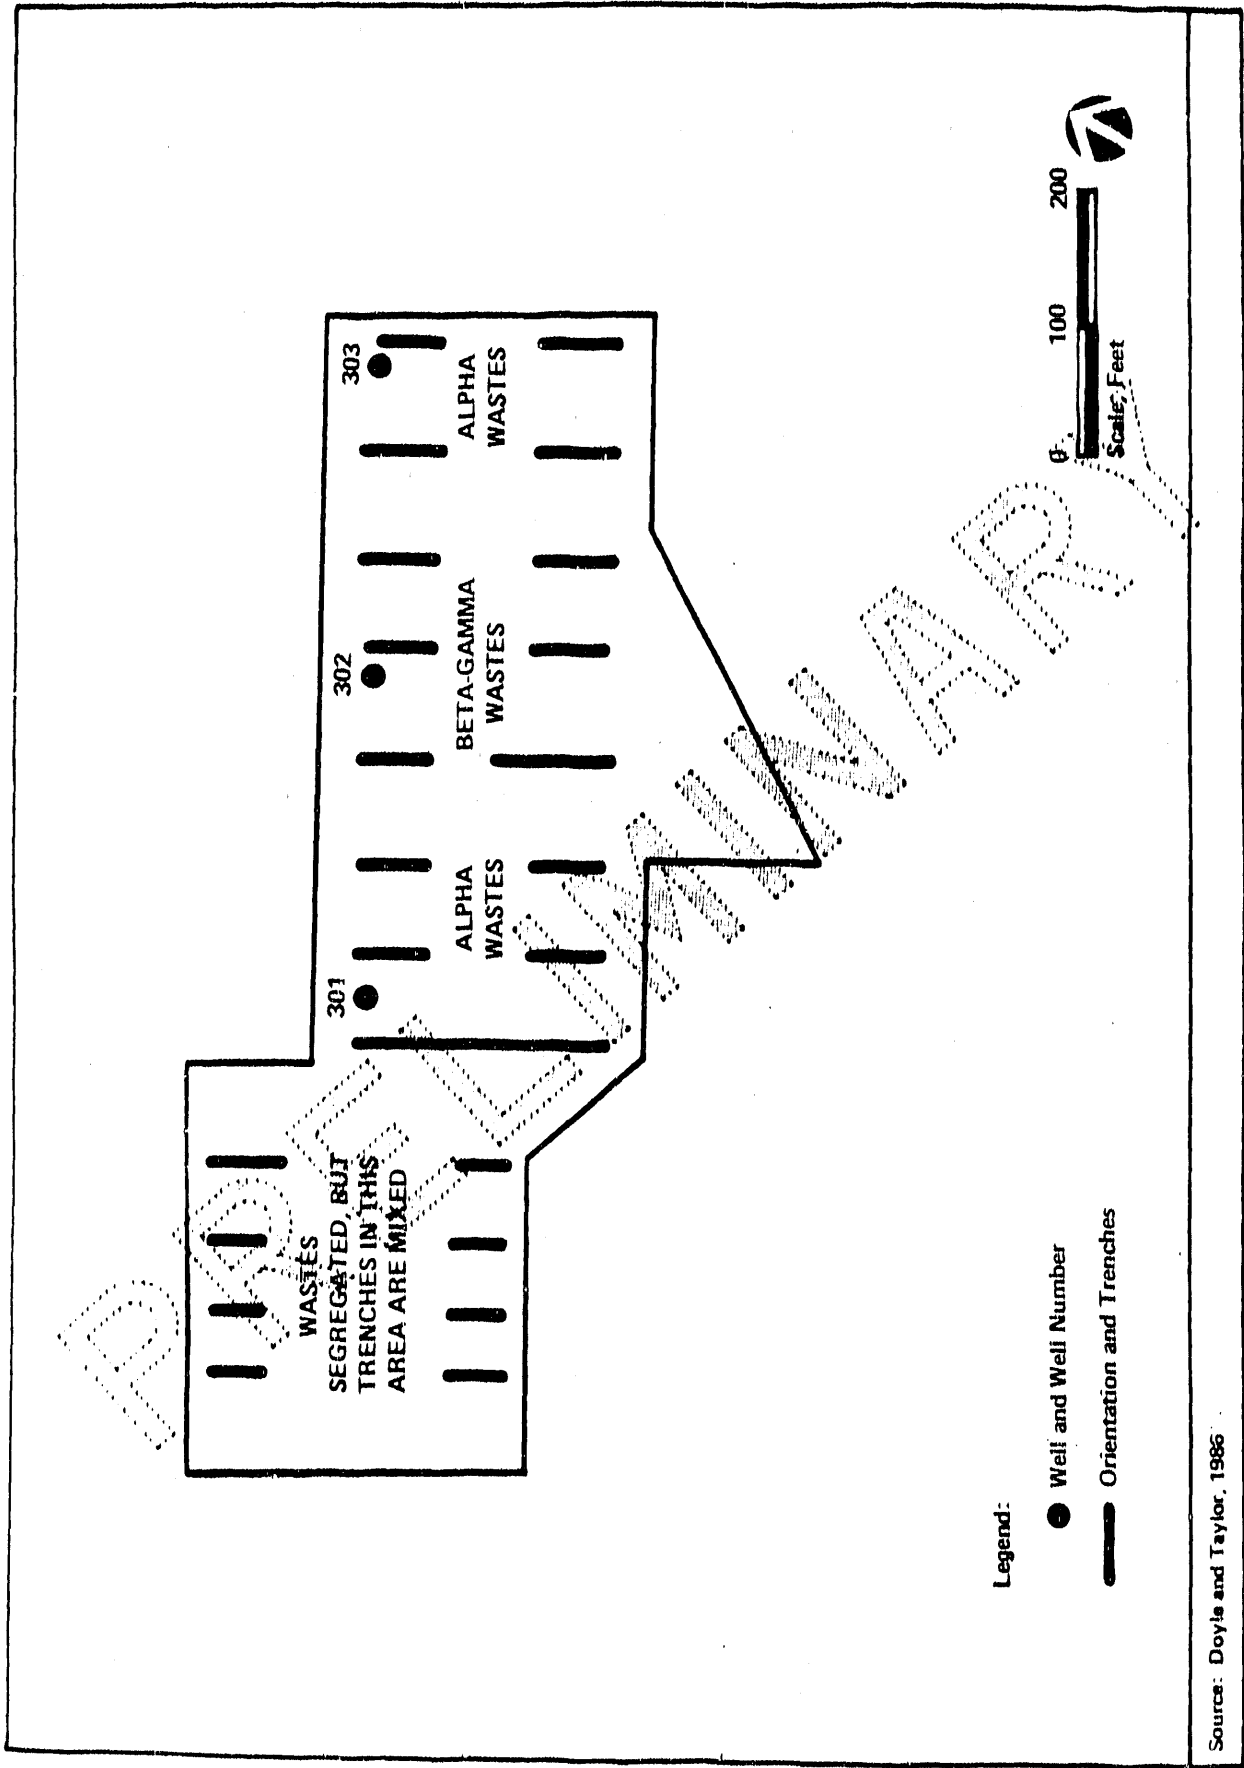 PRELIMINARY
WASTES
SEGREGATED, BUT
TRENCHES IN THIS
AREA ARE MIXED
301
ALPHA
WASTES
302
BETA-GAMMA
WASTES
303
ALPHA
WASTES
Legend:
Well and Well Number
Orientation and Trenches
0 100 200
Scale, Feet
Source: Doyle and Taylor, 1986